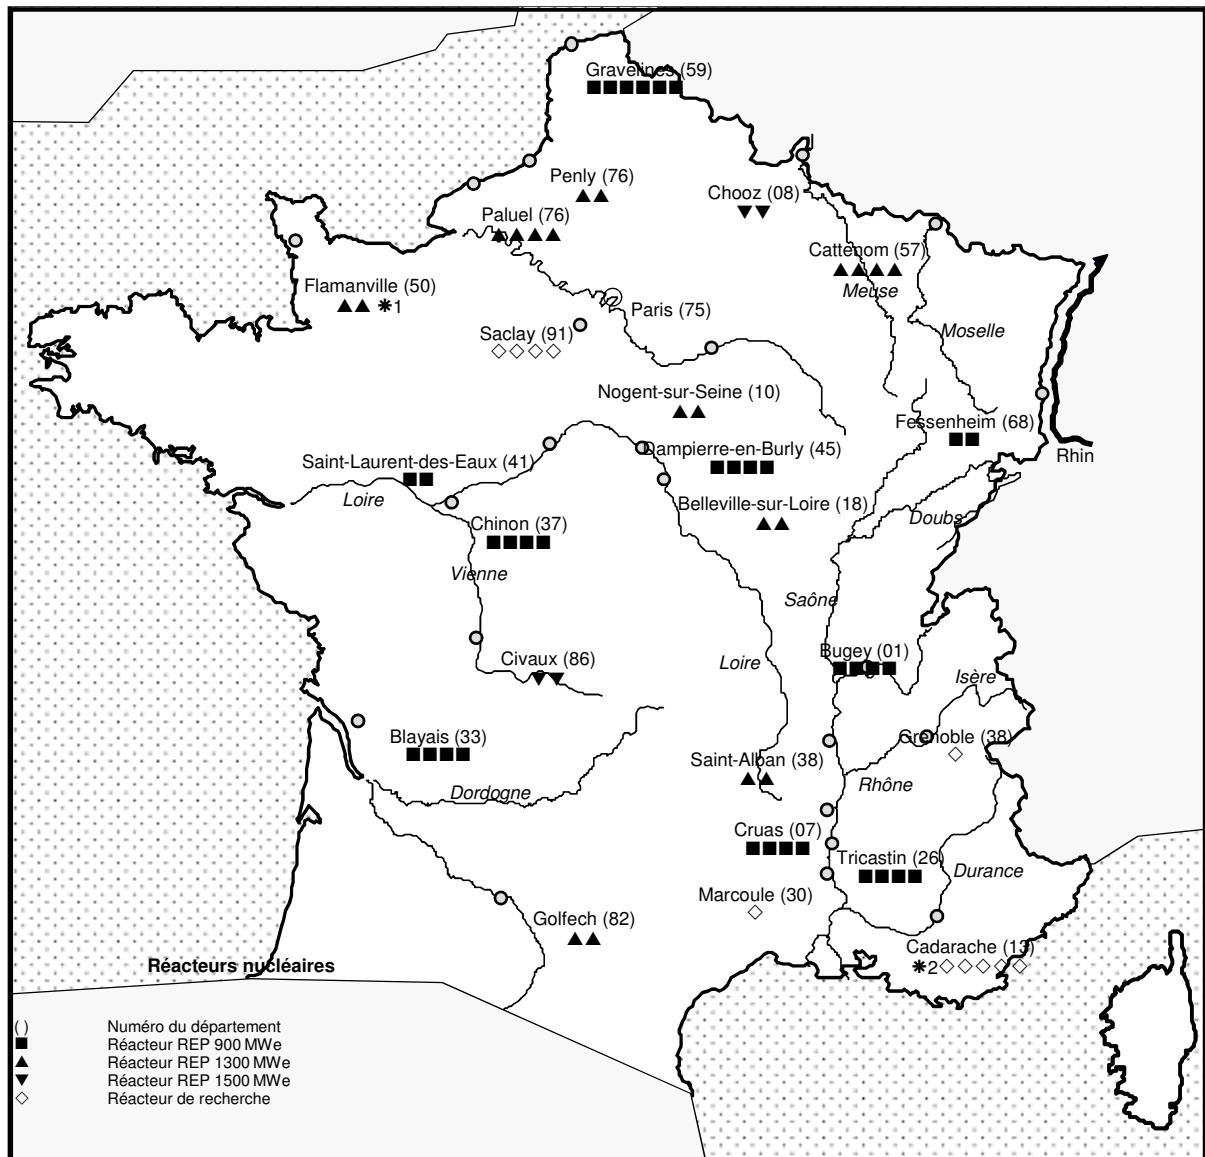 Gravelines (59)
Penly (76)
Chooz (08)
Paluel (76)
Cattenom (57)
Meuse
Flamanville (50)
1
Paris (75)
Moselle
Saclay (91)
Nogent-sur-Seine (10)
Fessenheim (68)
Rhin
Dampierre-en-Burly (45)
Saint-Laurent-des-Eaux (41)
Loire
Belleville-sur-Loire (18)
Doubs
Chinon (37)
Vienne
Saône
Bugey (01)
Civaux (86)
Loire
Isère
Blayais (33)
Grenoble (38)
Saint-Alban (38)
Dordogne
Rhône
Cruas (07)
Tricastin (26)
Durance
Marcoule (30)
Golfech (82)
Cadarache (13)
2
Réacteurs nucléaires
( ) Numéro du département
Réacteur REP 900 MWe
Réacteur REP 1300 MWe
Réacteur REP 1500 MWe
Réacteur de recherche